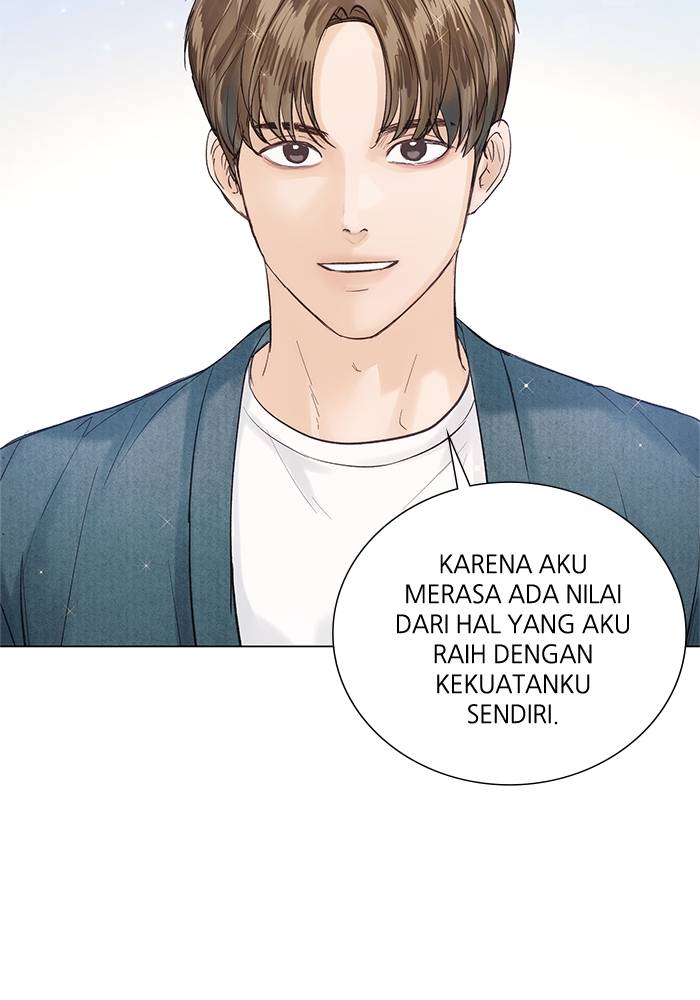 KARENA AKU
MERASA ADA NILAI
DARI HAL YANG AKU
RAIH DENGAN
KEKUATANKU
SENDIRI.